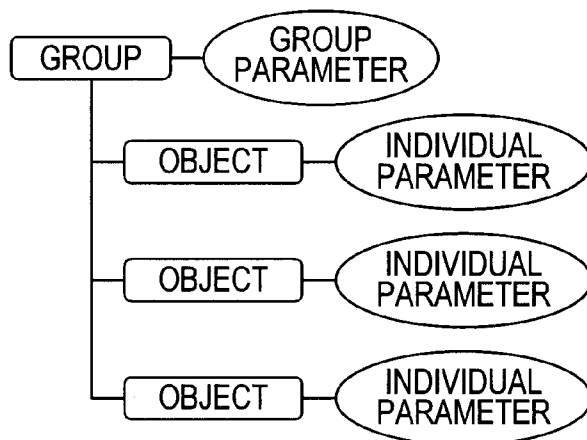 GROUP
GROUP
PARAMETER
OBJECT
INDIVIDUAL
PARAMETER
OBJECT
INDIVIDUAL
PARAMETER
OBJECT
INDIVIDUAL
PARAMETER